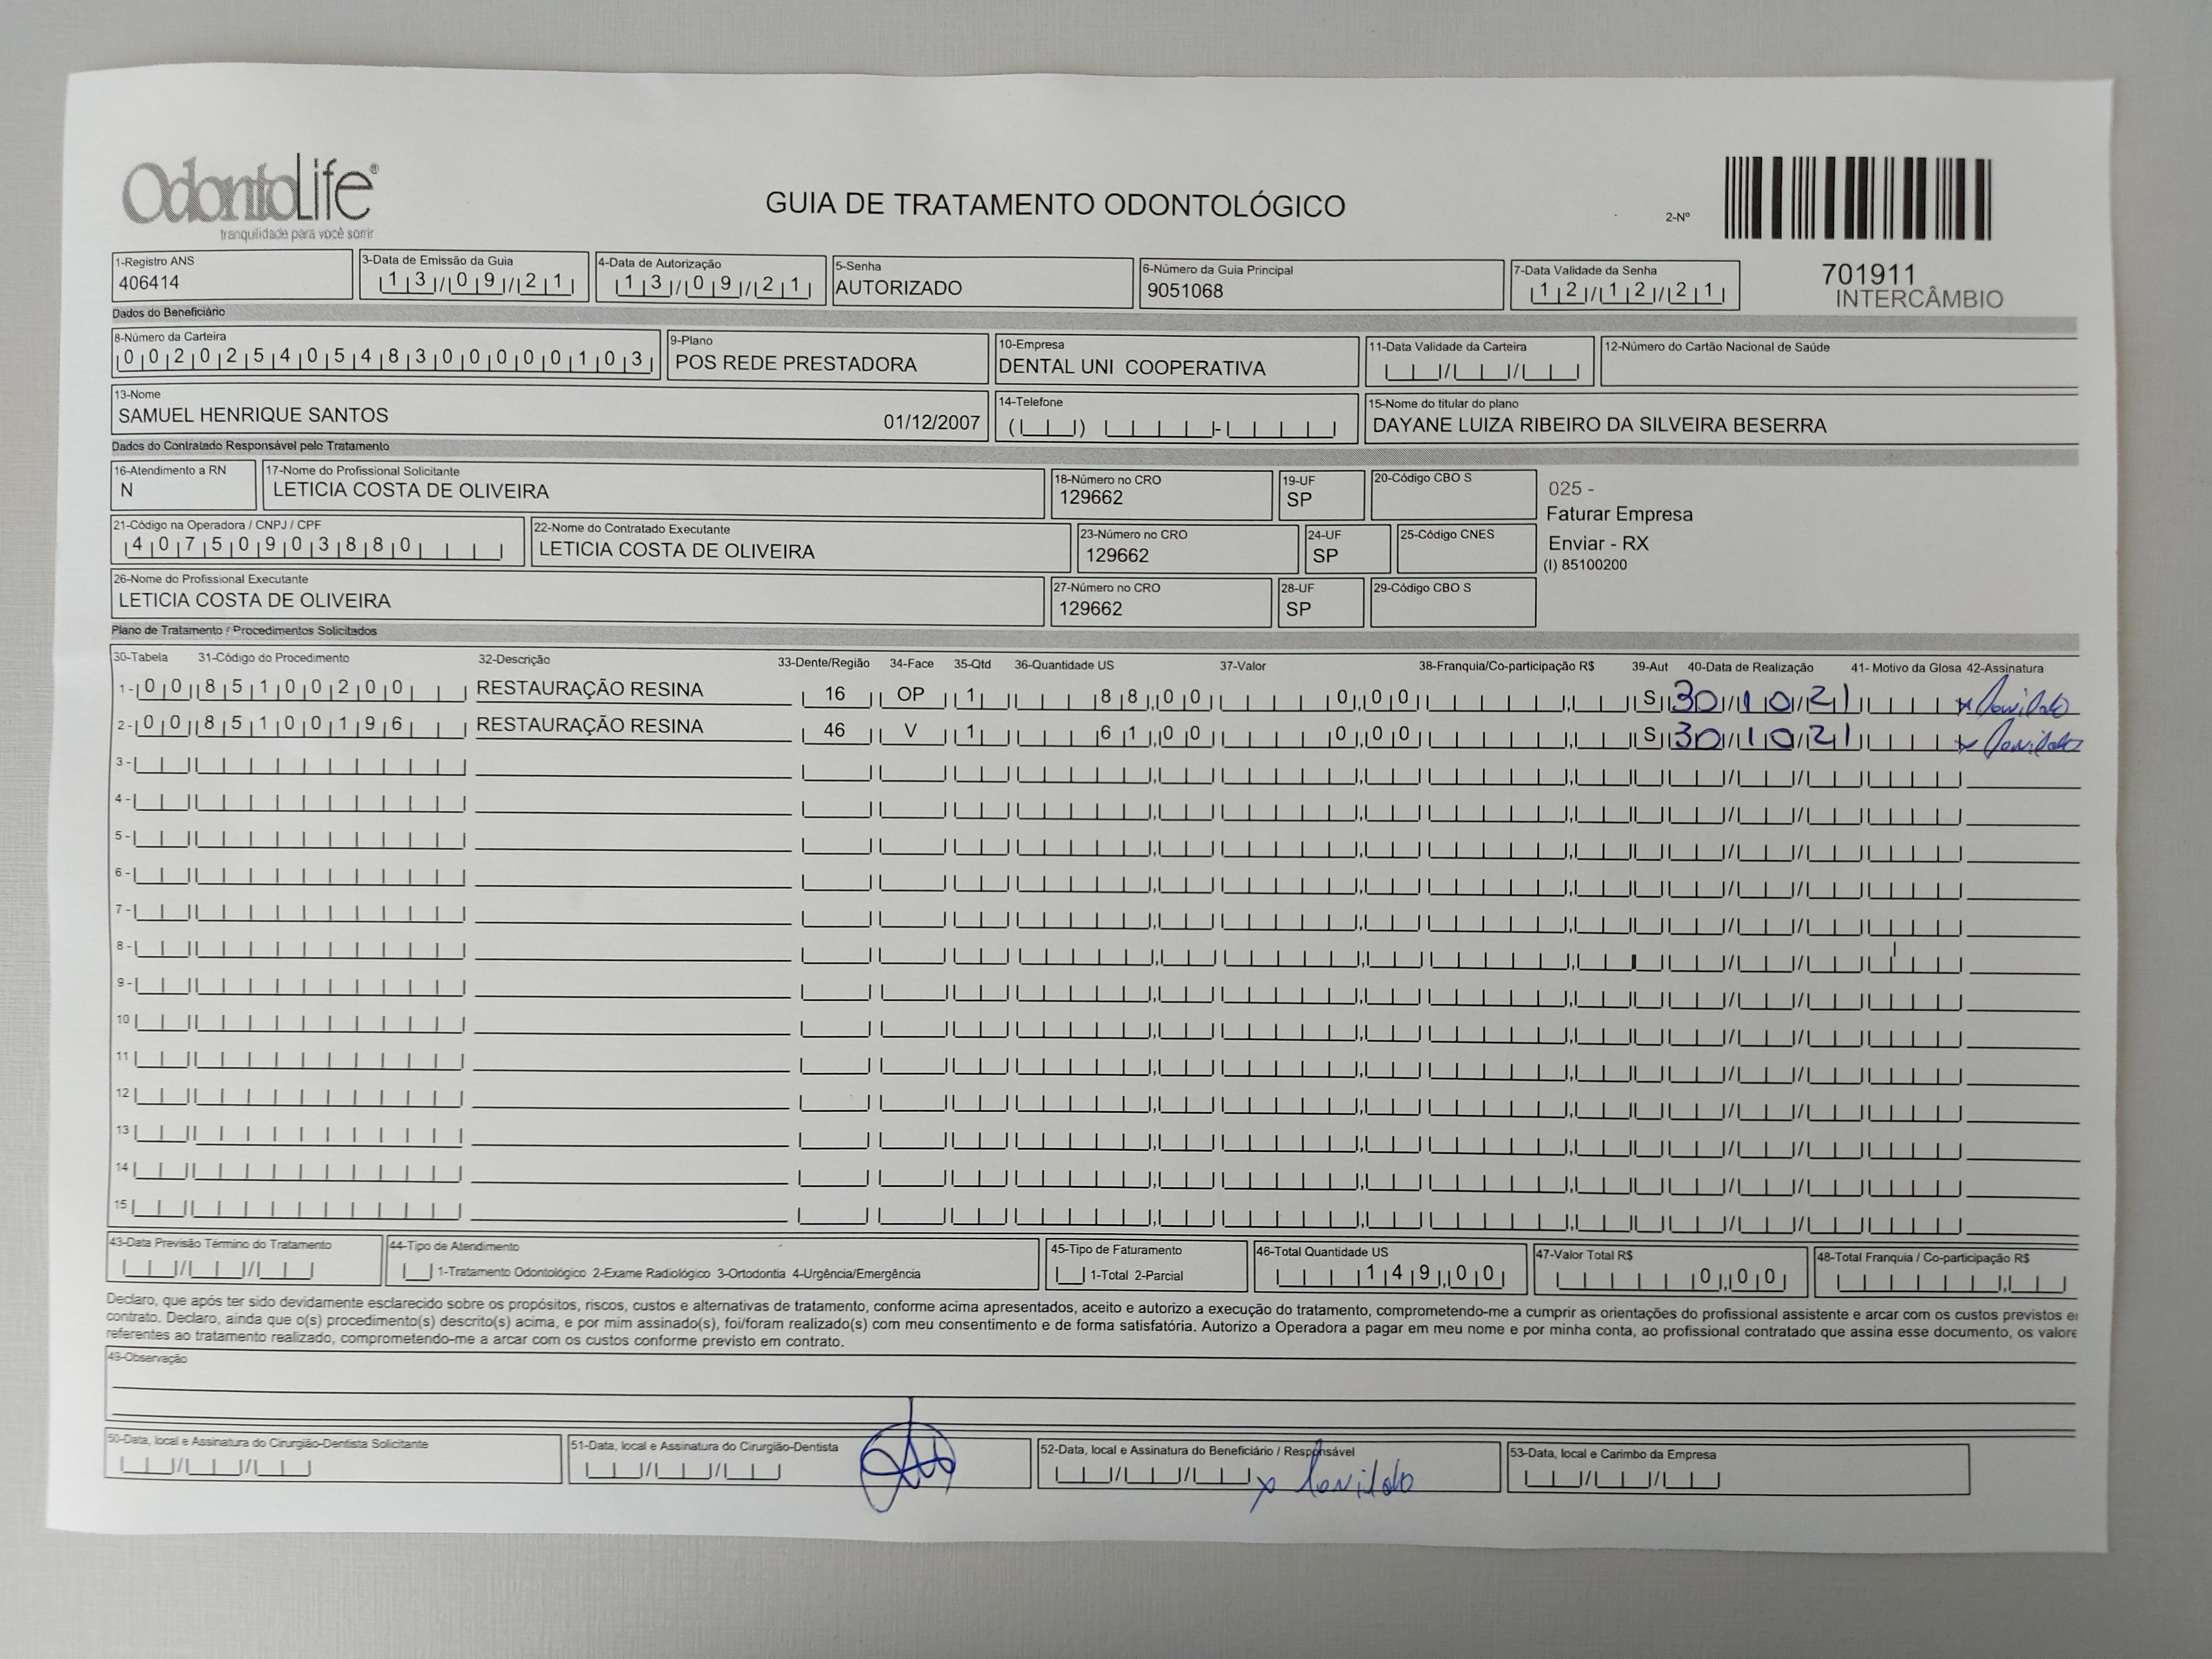 OdontoLife®
tranquilidade para você sorrir
GUIA DE TRATAMENTO ODONTOLÓGICO
2-Nº
701911
INTERCÂMBIO
1-Registro ANS
406414
3-Data de Emissão da Guia
13/09/21
4-Data de Autorização
13/09/21
5-Senha
AUTORIZADO
6-Número da Guia Principal
9051068
7-Data Validade da Senha
12/12/21
Dados do Beneficiário
8-Número da Carteira
00202540548300000103
9-Plano
POS REDE PRESTADORA
10-Empresa
DENTAL UNI COOPERATIVA
11-Data Validade da Carteira
12-Número do Cartão Nacional de Saúde
13-Nome
SAMUEL HENRIQUE SANTOS 01/12/2007
14-Telefone
15-Nome do titular do plano
DAYANE LUIZA RIBEIRO DA SILVEIRA BESERRA
Dados do Contratado Responsável pelo Tratamento
16-Atendimento a RN
N
17-Nome do Profissional Solicitante
LETICIA COSTA DE OLIVEIRA
18-Número no CRO
129662
19-UF
SP
20-Código CBO S
025 -
Faturar Empresa
Enviar - RX
(I) 85100200
21-Código na Operadora / CNPJ / CPF
40750903880
22-Nome do Contratado Executante
LETICIA COSTA DE OLIVEIRA
23-Número no CRO
129662
24-UF
SP
25-Código CNES
26-Nome do Profissional Executante
LETICIA COSTA DE OLIVEIRA
27-Número no CRO
129662
28-UF
SP
29-Código CBO S
Plano de Tratamento / Procedimentos Solicitados
30-Tabela 31-Código do Procedimento 32-Descrição 33-Dente/Região 34-Face 35-Qtd 36-Quantidade US 37-Valor 38-Franquia/Co-participação R$ 39-Aut 40-Data de Realização 41- Motivo da Glosa 42-Assinatura
1- 00 85100200 RESTAURAÇÃO RESINA 16 OP 1 88,00 0,00 S 30/10/21 x
2- 00 85100196 RESTAURAÇÃO RESINA 46 V 1 61,00 0,00 S 30/10/21 x
3-
4-
5-
6-
7-
8-
9-
10
11
12
13
14
15
43-Data Previsão Término do Tratamento
44-Tipo de Atendimento
1-Tratamento Odontológico 2-Exame Radiológico 3-Ortodontia 4-Urgência/Emergência
45-Tipo de Faturamento
1-Total 2-Parcial
46-Total Quantidade US
149,00
47-Valor Total R$
0,00
48-Total Franquia / Co-participação R$
Declaro, que após ter sido devidamente esclarecido sobre os propósitos, riscos, custos e alternativas de tratamento, conforme acima apresentados, aceito e autorizo a execução do tratamento, comprometendo-me a cumprir as orientações do profissional assistente e arcar com os custos previstos e
contrato. Declaro, ainda que o(s) procedimento(s) descrito(s) acima, e por mim assinado(s), foi/foram realizado(s) com meu consentimento e de forma satisfatória. Autorizo a Operadora a pagar em meu nome e por minha conta, ao profissional contratado que assina esse documento, os valore
referentes ao tratamento realizado, comprometendo-me a arcar com os custos conforme previsto em contrato.
49-Observação
50-Data, local e Assinatura do Cirurgião-Dentista Solicitante
51-Data, local e Assinatura do Cirurgião-Dentista
52-Data, local e Assinatura do Beneficiário / Responsável
x
53-Data, local e Carimbo da Empresa